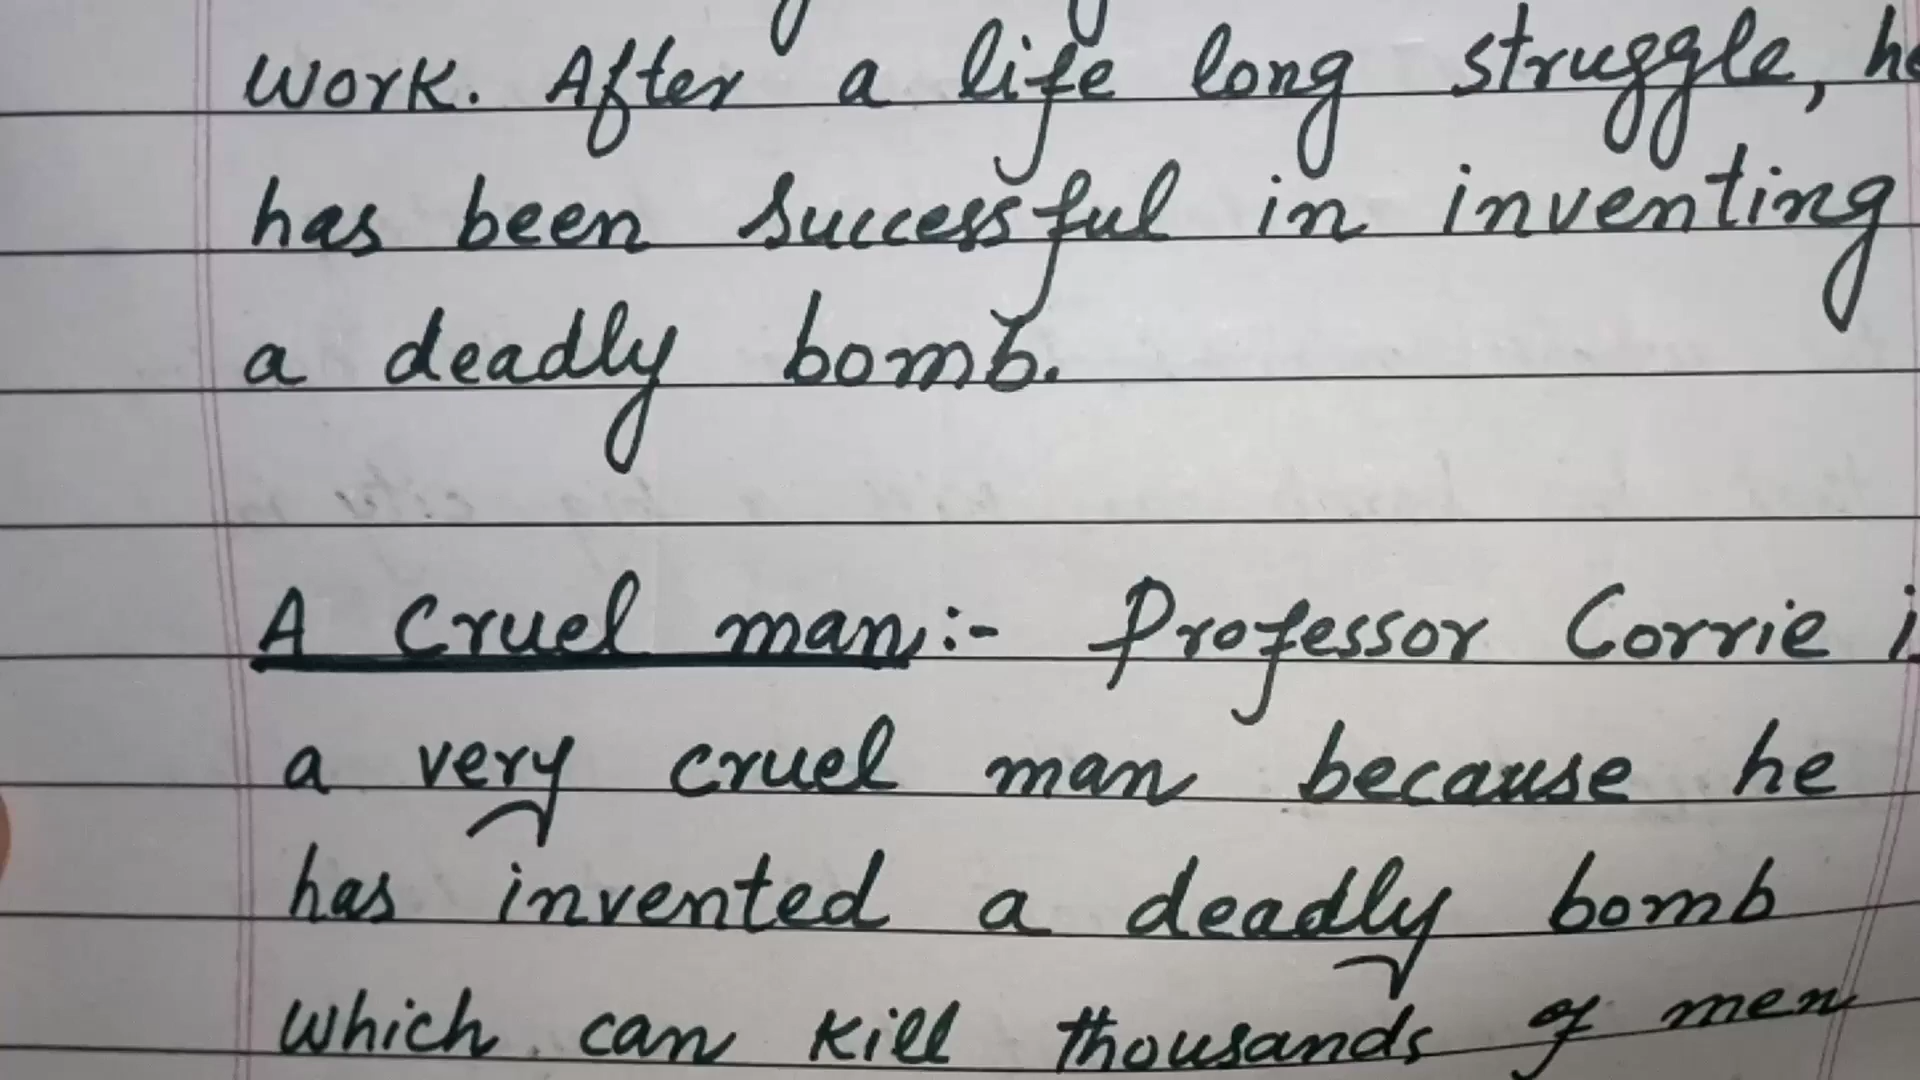 work. After a life long struggle, he
has been successful in inventing
a deadly bomb.
A Cruel man:- Professor Corrie i
a very cruel man because he
has invented a deadly bomb
which can kill thousands of men